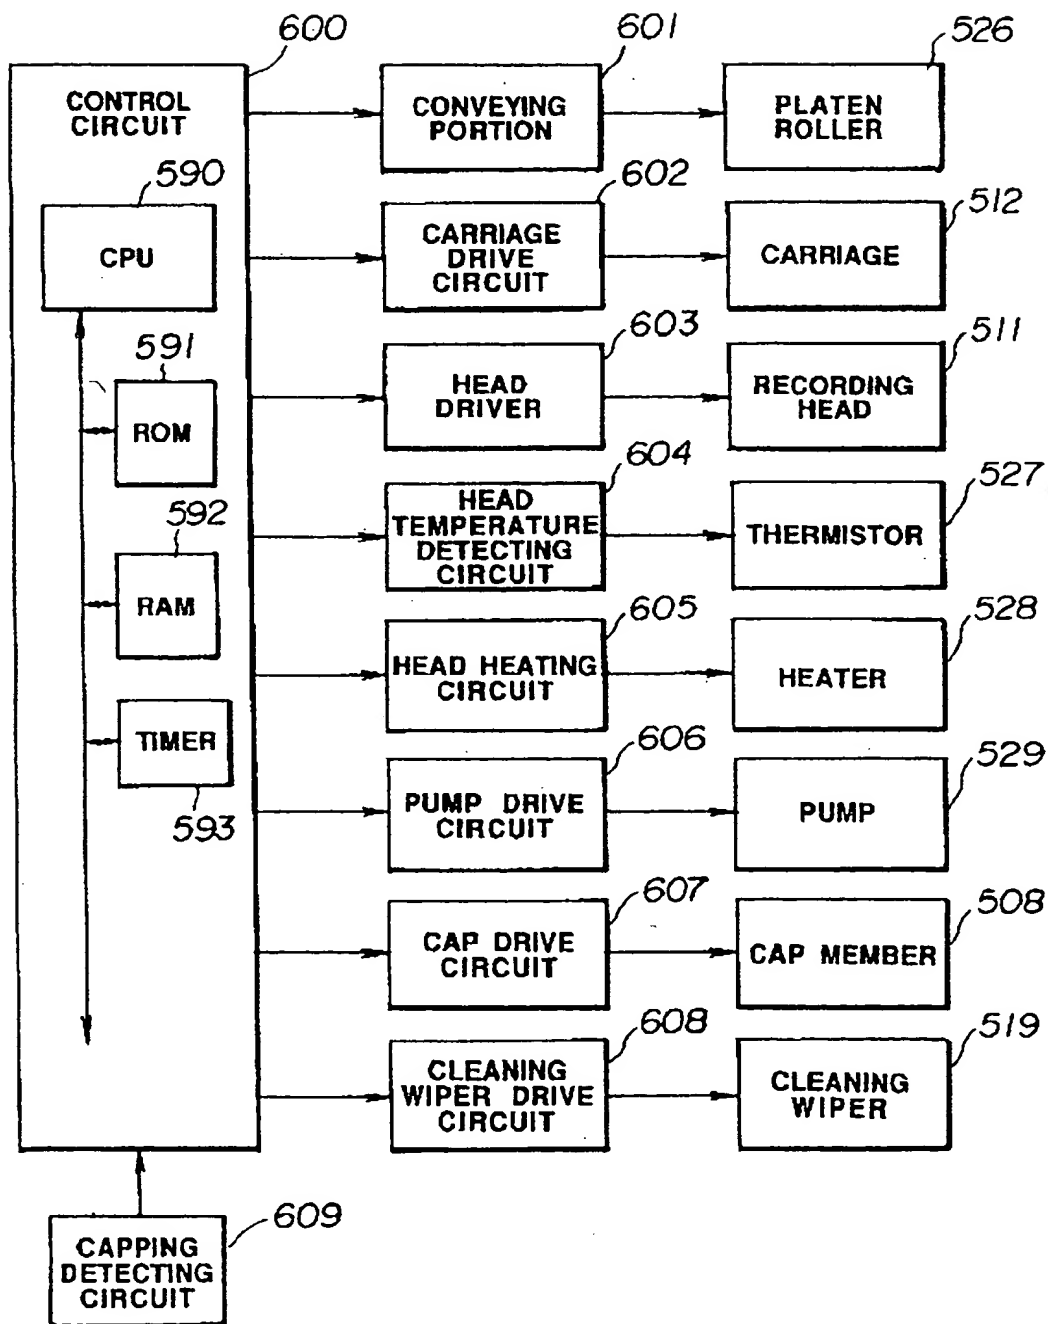 600
601
526
CONTROL
CIRCUIT
CONVEYING
PORTION
PLATEN
ROLLER
590
CPU
602
512
CARRIAGE
DRIVE
CIRCUIT
CARRIAGE
591
ROM
603
511
HEAD
DRIVER
RECORDING
HEAD
592
RAM
604
527
HEAD
TEMPERATURE
DETECTING
CIRCUIT
THERMISTOR
605
528
HEAD HEATING
CIRCUIT
HEATER
TIMER
593
606
529
PUMP DRIVE
CIRCUIT
PUMP
607
508
CAP DRIVE
CIRCUIT
CAP MEMBER
608
519
CLEANING
WIPER DRIVE
CIRCUIT
CLEANING
WIPER
609
CAPPING
DETECTING
CIRCUIT